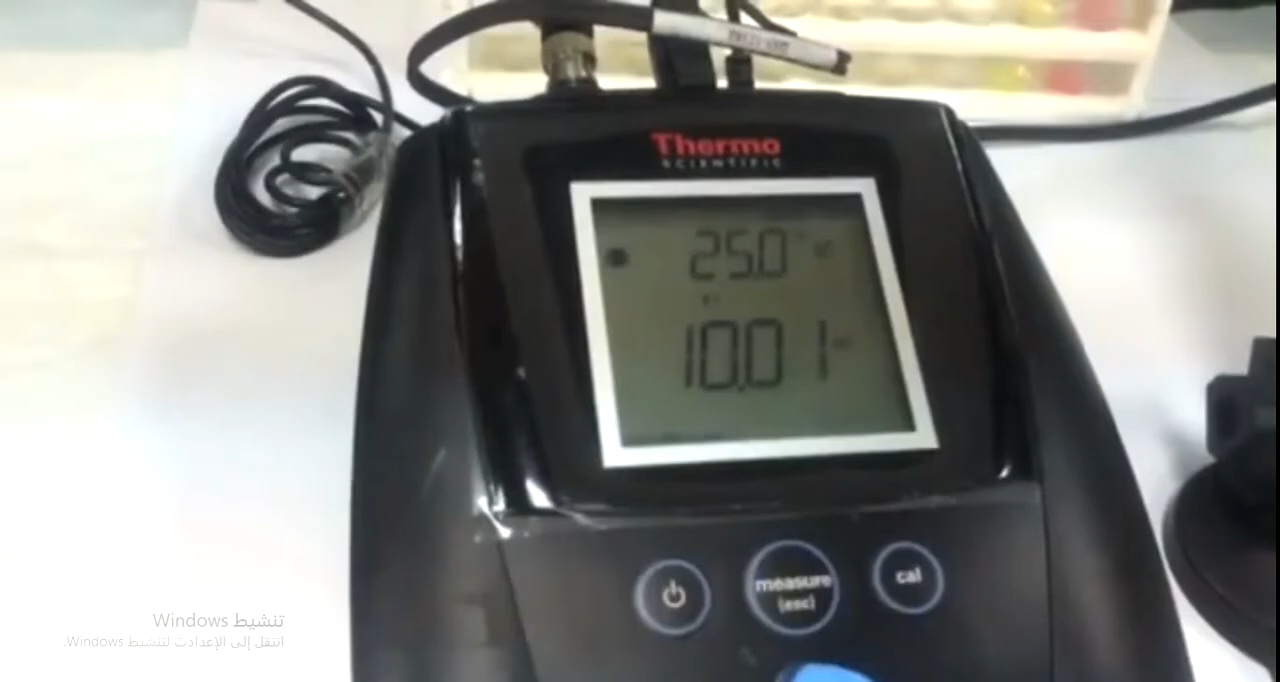 Thermo
SCIENTIFIC
25.0
10.01
measure
(esc)
cal
تنشيط Windows
انتقل إلى الإعدادات لتنشيط Windows.